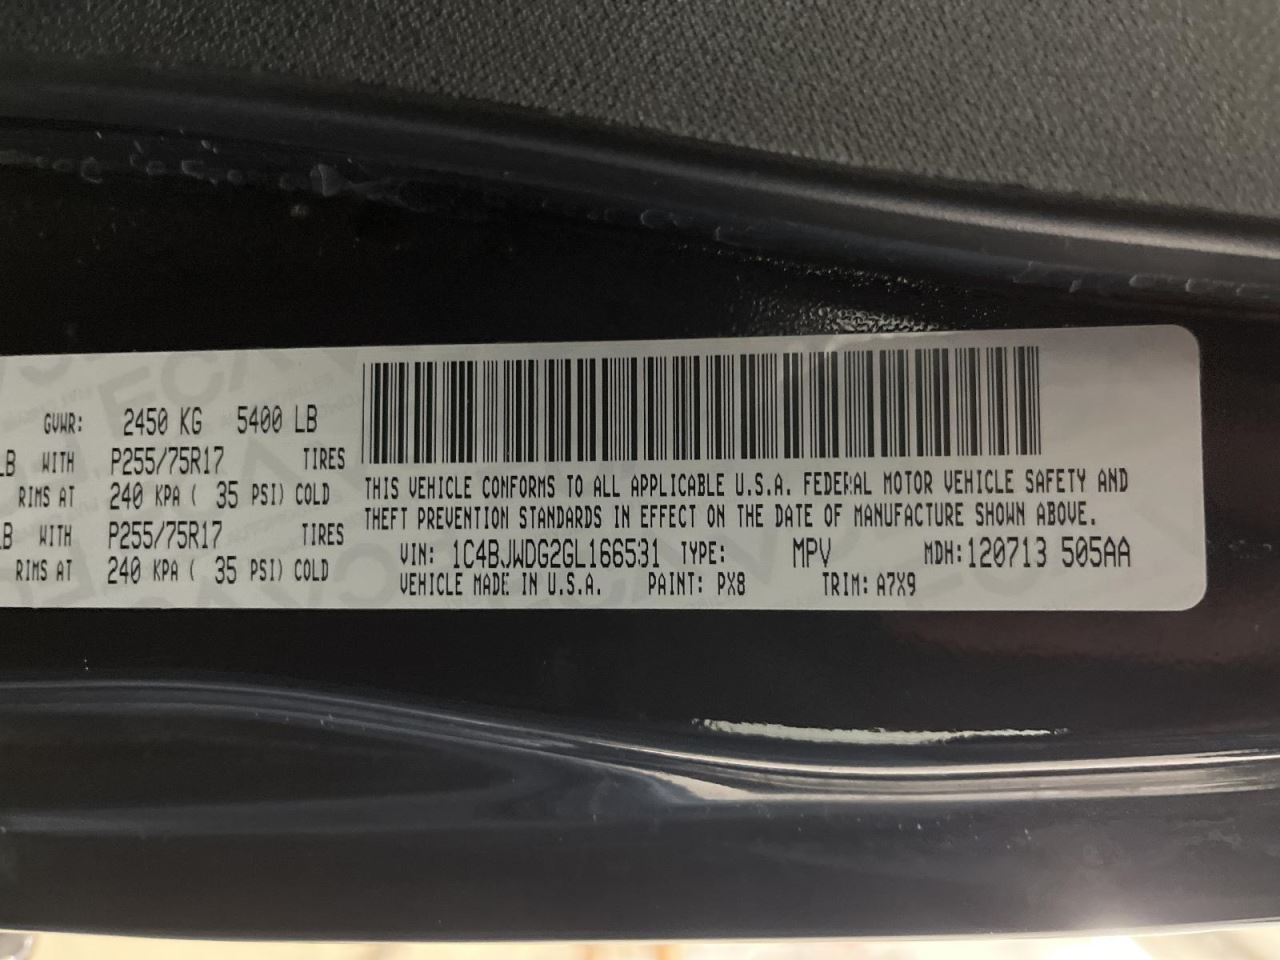 GVWR: 2450 KG 5400 LB
LB WITH P255/75R17 TIRES
RIMS AT 240 KPA ( 35 PSI) COLD
LB WITH P255/75R17 TIRES
RIMS AT 240 KPA ( 35 PSI) COLD
THIS VEHICLE CONFORMS TO ALL APPLICABLE U.S.A. FEDERAL MOTOR VEHICLE SAFETY AND
THEFT PREVENTION STANDARDS IN EFFECT ON THE DATE OF MANUFACTURE SHOWN ABOVE.
VIN: 1C4BJWDG2GL166531 TYPE: MPV MDH: 120713 505AA
VEHICLE MADE IN U.S.A. PAINT: PX8 TRIM: A7X9